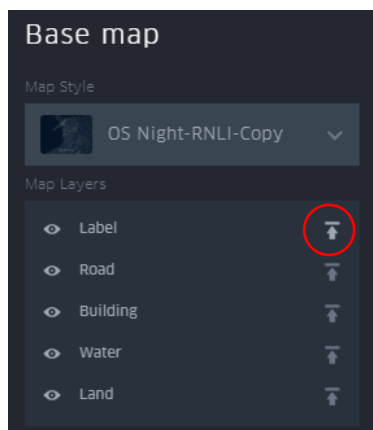 Base map
Map Style
OS Night-RNLI-Copy
Map Layers
Label
Road
Building
Water
Land